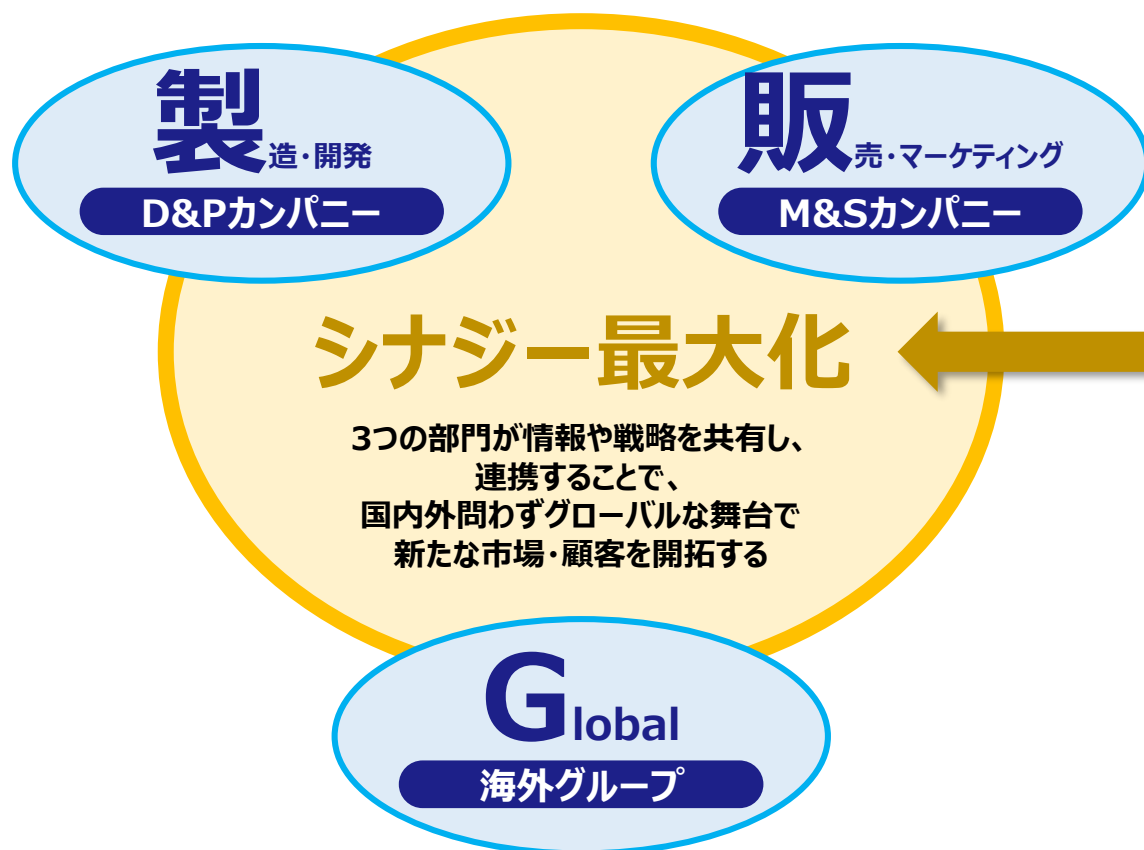 製造・開発
D&Pカンパニー
販売・マーケティング
M&Sカンパニー
シナジー最大化
3つの部門が情報や戦略を共有し、
連携することで、
国内外問わずグローバルな舞台で
新たな市場・顧客を開拓する
Global
海外グループ